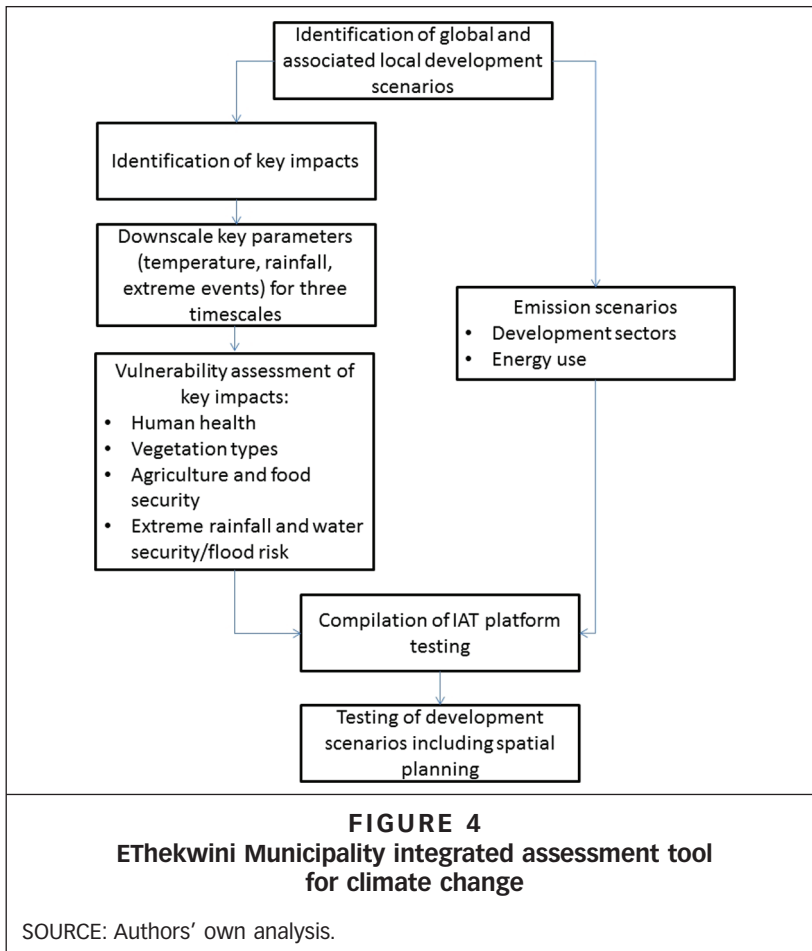 Identification of global and
associated local development
scenarios
Identification of key impacts
Downscale key parameters
(temperature, rainfall,
extreme events) for three
timescales
Emission scenarios
• Development sectors
• Energy use
Vulnerability assessment of
key impacts:
• Human health
• Vegetation types
• Agriculture and food
security
• Extreme rainfall and water
security/flood risk
Compilation of IAT platform
testing
Testing of development
scenarios including spatial
planning
FIGURE 4
EThekwini Municipality integrated assessment tool
for climate change
SOURCE: Authors' own analysis.